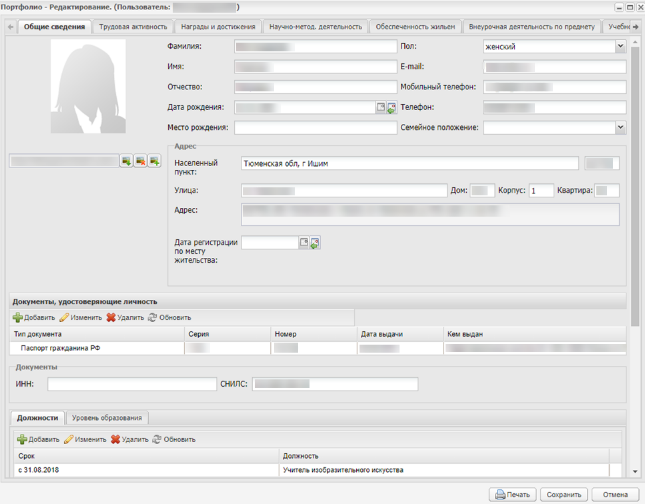 Портфолио - Редактирование. (Пользователь: )
Общие сведения Трудовая активность Награды и достижения Научно-метод. деятельность Обеспеченность жильем Внеурочная деятельность по предмету Учебно
Фамилия: Пол: женский
Имя: E-mail:
Отчество: Мобильный телефон:
Дата рождения: Телефон:
Место рождения: Семейное положение:
Адрес
Населенный пункт: Тюменская обл, г Ишим
Улица: Дом: Корпус: 1 Квартира:
Адрес:
Дата регистрации
по месту
жительства:
Документы, удостоверяющие личность
Добавить Изменить Удалить Обновить
Тип документа Серия Номер Дата выдачи Кем выдан
Паспорт гражданина РФ
Документы
ИНН: СНИЛС:
Должности Уровень образования
Добавить Изменить Удалить Обновить
Срок Должность
с 31.08.2018 Учитель изобразительного искусства
Печать Сохранить Отмена